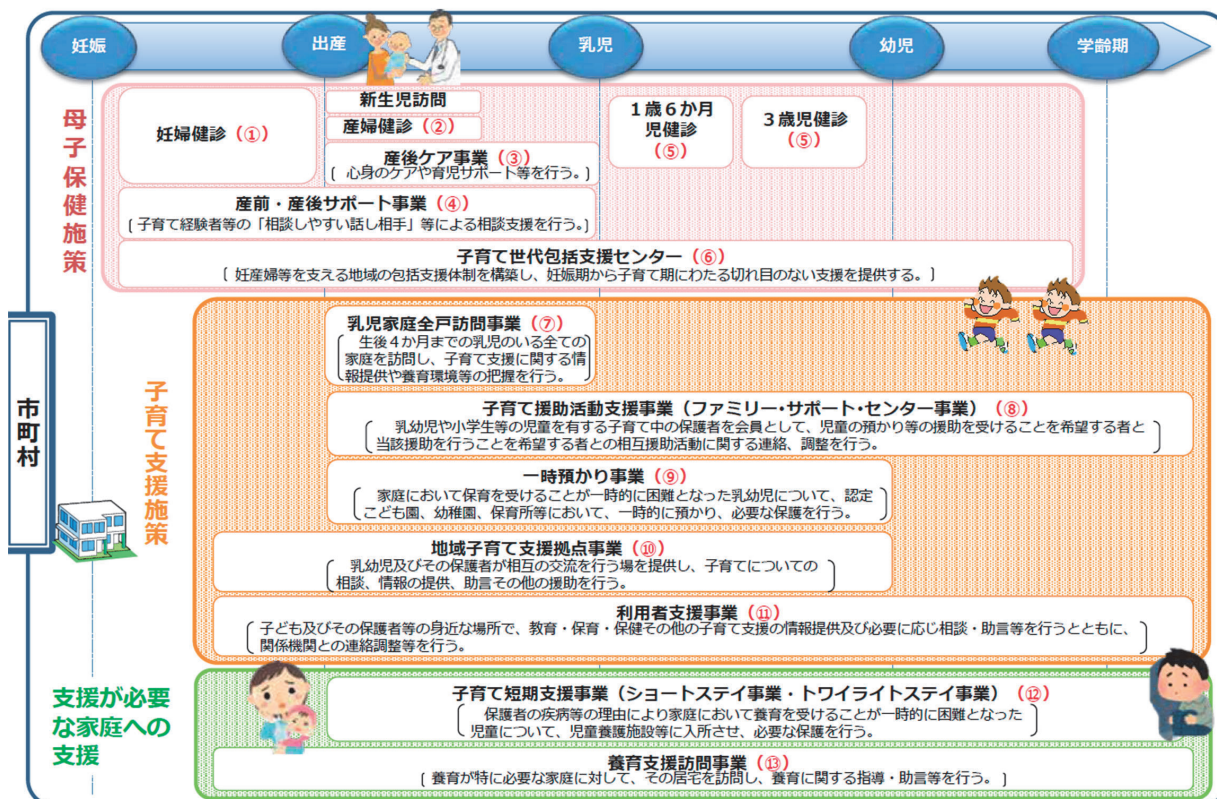 妊娠
出産
乳児
幼児
学齢期
母子保健施策
妊婦健診(①)
新生児訪問
産婦健診(②)
産後ケア事業(③)
〔 心身のケアや育児サポート等を行う。〕
1歳6か月
児健診
(⑤)
3歳児健診
(⑤)
産前・産後サポート事業(④)
〔子育て経験者等の「相談しやすい話し相手」等による相談支援を行う。〕
子育て世代包括支援センター(⑥)
〔 妊産婦等を支える地域の包括支援体制を構築し、妊娠期から子育て期にわたる切れ目のない支援を提供する。〕
市町村
子育て支援施策
乳児家庭全戸訪問事業(⑦)
生後4か月までの乳児のいる全ての
家庭を訪問し、子育て支援に関する情
報提供や養育環境等の把握を行う。
子育て援助活動支援事業(ファミリー・サポート・センター事業)(⑧)
乳幼児や小学生等の児童を有する子育て中の保護者を会員として、児童の預かり等の援助を受けることを希望する者と
当該援助を行うことを希望する者との相互援助活動に関する連絡、調整を行う。
一時預かり事業(⑨)
家庭において保育を受けることが一時的に困難となった乳幼児について、認定
こども園、幼稚園、保育所等において、一時的に預かり、必要な保護を行う。
地域子育て支援拠点事業(⑩)
乳幼児及びその保護者が相互の交流を行う場を提供し、子育てについての
相談、情報の提供、助言その他の援助を行う。
利用者支援事業(⑪)
子ども及びその保護者等の身近な場所で、教育・保育・保健その他の子育て支援の情報提供及び必要に応じ相談・助言等を行うとともに、
関係機関との連絡調整等を行う。
支援が必要
な家庭への
支援
子育て短期支援事業(ショートステイ事業・トワイライトステイ事業)(⑫)
保護者の疾病等の理由により家庭において養育を受けることが一時的に困難となった
児童について、児童養護施設等に入所させ、必要な保護を行う。
養育支援訪問事業(⑬)
〔 養育が特に必要な家庭に対して、その居宅を訪問し、養育に関する指導・助言等を行う。〕